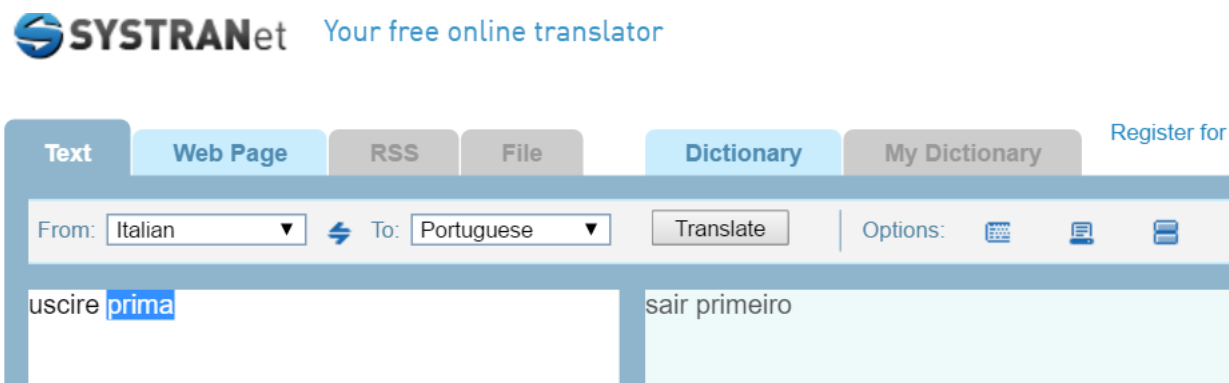 SYSTRANet Your free online translator
Register for
Text Web Page RSS File Dictionary My Dictionary
From: Italian To: Portuguese Translate Options:
uscire prima sair primeiro